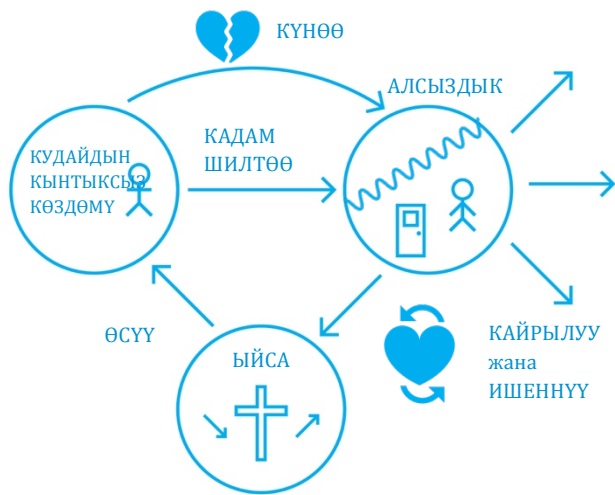 КҮНӨӨ
АЛСЫЗДЫК
КУДАЙДЫН
КЫНТЫКСЫЗ
КӨЗДӨМҮ
КАДАМ
ШИЛТӨӨ
ӨСҮҮ
ЫЙСА
КАЙРЫЛУУ
жана
ИШЕННҮҮ